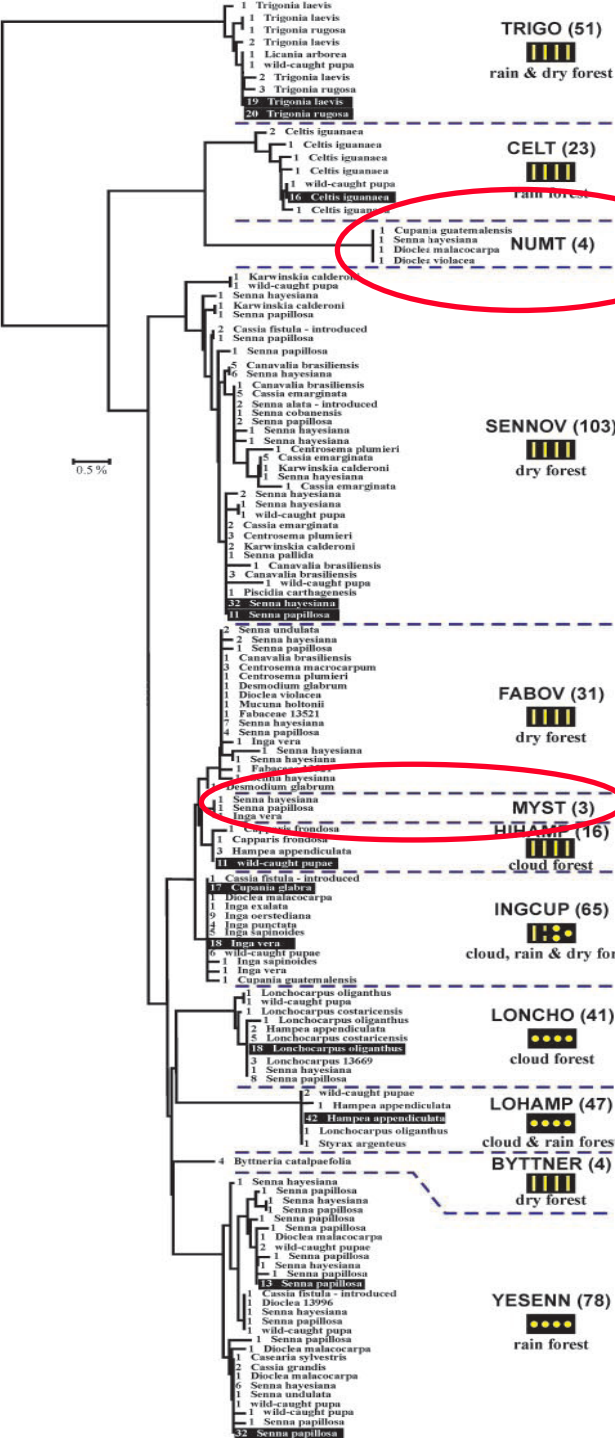 1 Trigonia laevis
1 Trigonia laevis
1 Trigonia rugosa
2 Trigonia laevis
1 Licania arborea
1 wild-caught pupa
2 Trigonia laevis
3 Trigonia rugosa
19 Trigonia laevis
20 Trigonia rugosa
TRIGO (51)
rain & dry forest
2 Celtis iguanaea
1 Celtis iguanaea
1 Celtis iguanaea
1 Celtis iguanaea
1 wild-caught pupa
16 Celtis iguanaea
1 Celtis iguanaea
CELT (23)
rain forest
1 Cupania guatemalensis
1 Senna hayesiana
1 Dioclea malacocarpa
1 Dioclea violacea
NUMT (4)
1 Karwinskia calderoni
1 wild-caught pupa
1 Senna hayesiana
1 Karwinskia calderoni
1 Senna papillosa
2 Cassia fistula - introduced
1 Senna papillosa
1 Senna papillosa
5 Canavalia brasiliensis
6 Senna hayesiana
1 Canavalia brasiliensis
5 Cassia emarginata
2 Senna alata - introduced
1 Senna cobanensis
2 Senna papillosa
1 Senna hayesiana
1 Senna hayesiana
1 Centrosema plumieri
5 Cassia emarginata
1 Karwinskia calderoni
1 Senna hayesiana
1 Cassia emarginata
2 Senna hayesiana
1 Senna hayesiana
1 wild-caught pupa
2 Cassia emarginata
3 Centrosema plumieri
2 Karwinskia calderoni
1 Senna pallida
1 Canavalia brasiliensis
3 Canavalia brasiliensis
1 wild-caught pupa
1 Piscidia carthagenesis
32 Senna hayesiana
11 Senna papillosa
SENNOV (103)
dry forest
0.5 %
2 Senna undulata
2 Senna hayesiana
1 Senna papillosa
1 Canavalia brasiliensis
3 Centrosema macrocarpum
1 Centrosema plumieri
1 Desmodium glabrum
1 Dioclea violacea
1 Mucuna holtonii
1 Fabaceae 13521
7 Senna hayesiana
4 Senna papillosa
1 Inga vera
1 Senna hayesiana
1 Senna hayesiana
1 Fabaceae
Senna hayesiana
Desmodium glabrum
FABOV (31)
dry forest
1 Senna hayesiana
1 Senna papillosa
Inga vera
MYST (3)
1 Capparis frondosa
1 Capparis frondosa
3 Hampea appendiculata
11 wild-caught pupae
HIHAMP (16)
cloud forest
1 Cassia fistula - introduced
17 Cupania glabra
1 Dioclea malacocarpa
1 Inga exalata
9 Inga oerstediana
4 Inga punctata
5 Inga sapinoides
18 Inga vera
6 wild-caught pupae
1 Inga sapinoides
1 Inga vera
1 Cupania guatemalensis
INGCUP (65)
cloud, rain & dry for
1 Lonchocarpus oliganthus
1 wild-caught pupa
1 Lonchocarpus costaricensis
1 Lonchocarpus oliganthus
2 Hampea appendiculata
5 Lonchocarpus costaricensis
18 Lonchocarpus oliganthus
3 Lonchocarpus 13669
1 Senna hayesiana
8 Senna papillosa
LONCHO (41)
cloud forest
2 wild-caught pupae
1 Hampea appendiculata
42 Hampea appendiculata
1 Lonchocarpus oliganthus
1 Styrax argenteus
LOHAMP (47)
cloud & rain fores
4 Byttneria catalpaefolia
BYTTNER (4)
dry forest
1 Senna hayesiana
1 Senna papillosa
1 Senna hayesiana
1 Senna papillosa
1 Senna papillosa
1 Senna papillosa
1 Dioclea malacocarpa
2 wild-caught pupae
1 Senna papillosa
1 Senna hayesiana
1 Senna papillosa
13 Senna papillosa
1 Cassia fistula - introduced
1 Dioclea 13996
1 Senna hayesiana
1 Senna papillosa
1 wild-caught pupa
1 Senna papillosa
1 Dioclea malacocarpa
1 Casearia sylvestris
2 Cassia grandis
1 Dioclea malacocarpa
6 Senna hayesiana
1 Senna undulata
1 wild-caught pupa
1 wild-caught pupa
1 Senna papillosa
32 Senna papillosa
YESENN (78)
rain forest